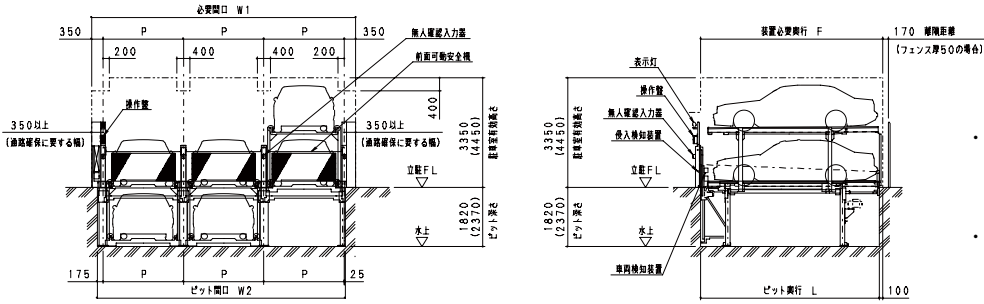 必要間口 W1
350 P P P 350
200 400 400 200
無人確認入力器
前面可動安全柵
操作盤
400
350以上
(通路確保に要する幅)
350以上
(通路確保に要する幅)
3350
(4450)
駐車室有効高さ
立駐FL
1820
(2370)
ピット深さ
水上
175 P P P 25
ピット間口 W2
装置必要奥行 F
170 離隔距離
(フェンス厚50の場合)
表示灯
操作盤
無人確認入力器
侵入検知装置
3350
(4450)
駐車室有効高さ
立駐FL
1820
(2370)
ピット深さ
水上
車両検知装置
ピット奥行 L
100